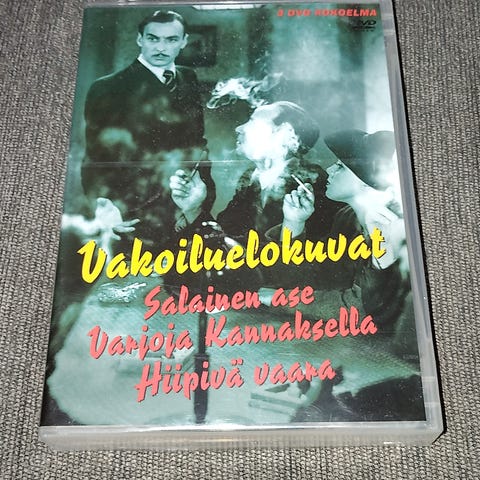 3 DVD KOKOELMA
DVD
Vakoiluelokuvat
Salainen ase
Varjoja Kannaksella
Hiipivä vaara